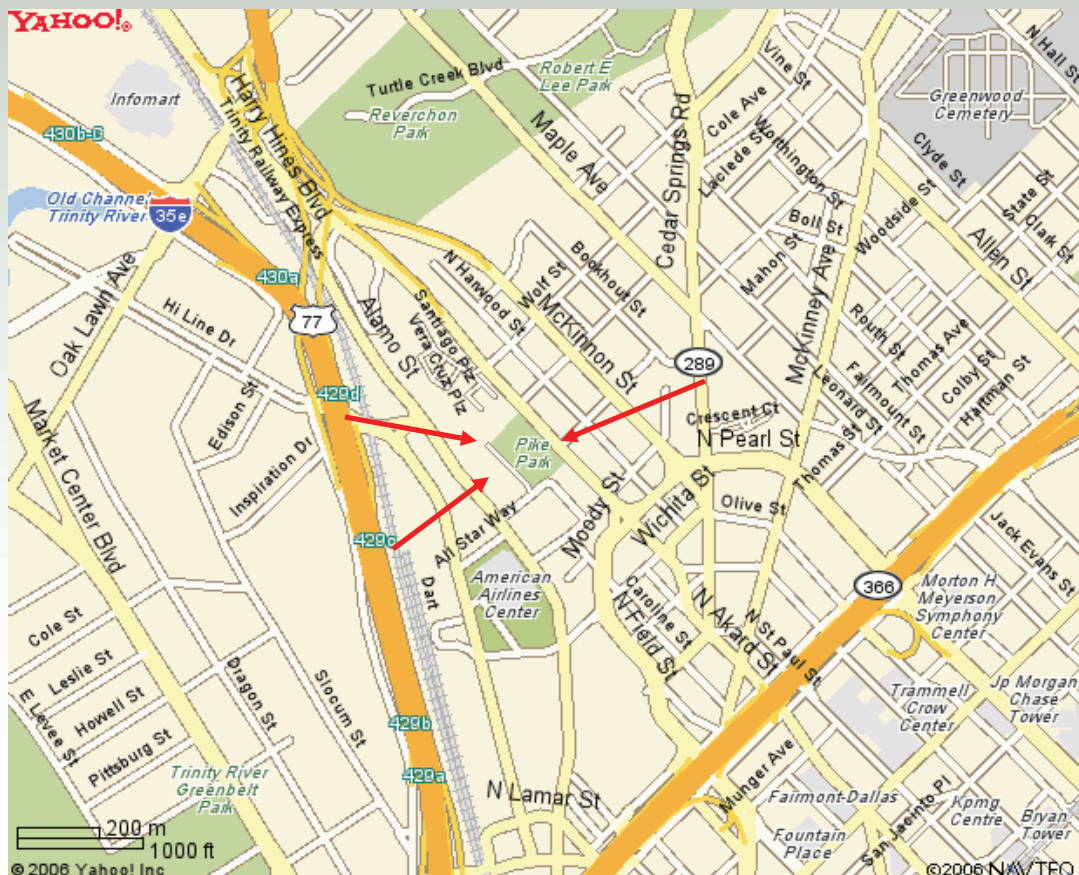 YAHOO!®
Infomart
Turtle Creek Blvd
Robert E
Lee Park
Reverchon
Park
Vine St
N Hall St
Greenwood
Cemetery
Cole Ave
Worthington St
Laclede St
Clyde St
State St
Clark St
Allen St
Woodside St
Boll St
Mahon St
Maple Ave
Cedar Springs Rd
McKinney Ave
Harry Hines Blvd
Trinity Railway Express
430b-G
Old Channel
Trinity River
35e
430a
77
Oak Lawn Ave
Hi Line Dr
Edison St
Inspiration Dr
Market Center Blvd
Alamo St
Santiago Plz
Vera Cruz Plz
N Harwood St
Wolf St
Bookhout St
McKinnon St
289
Crescent Ct
N Pearl St
Routh St
Thomas Ave
Colby St
Hartman St
Fairmount St
Leonard St
Thomas St
429d
Pike
Park
429c
All Star Way
Moody St
Wichita St
Olive St
Jack Evans St
366
Dart
American
Airlines
Center
Caroline St
N Field St
N Akard St
N St Paul St
Morton H
Meyerson
Symphony
Center
Trammell
Crow
Center
Jp Morgan
Chase
Tower
Cole St
Leslie St
Howell St
Pittsburg St
E Levee St
Dragon St
Slocum St
429b
429a
Trinity River
Greenbelt
Park
N Lamar St
Munger Ave
Fairmont-Dallas
San Jacinto Pl
Kpmg
Centre
Bryan
Tower
Fountain
Place
200 m
1000 ft
© 2006 Yahoo! Inc
©2006 NAVTEQ